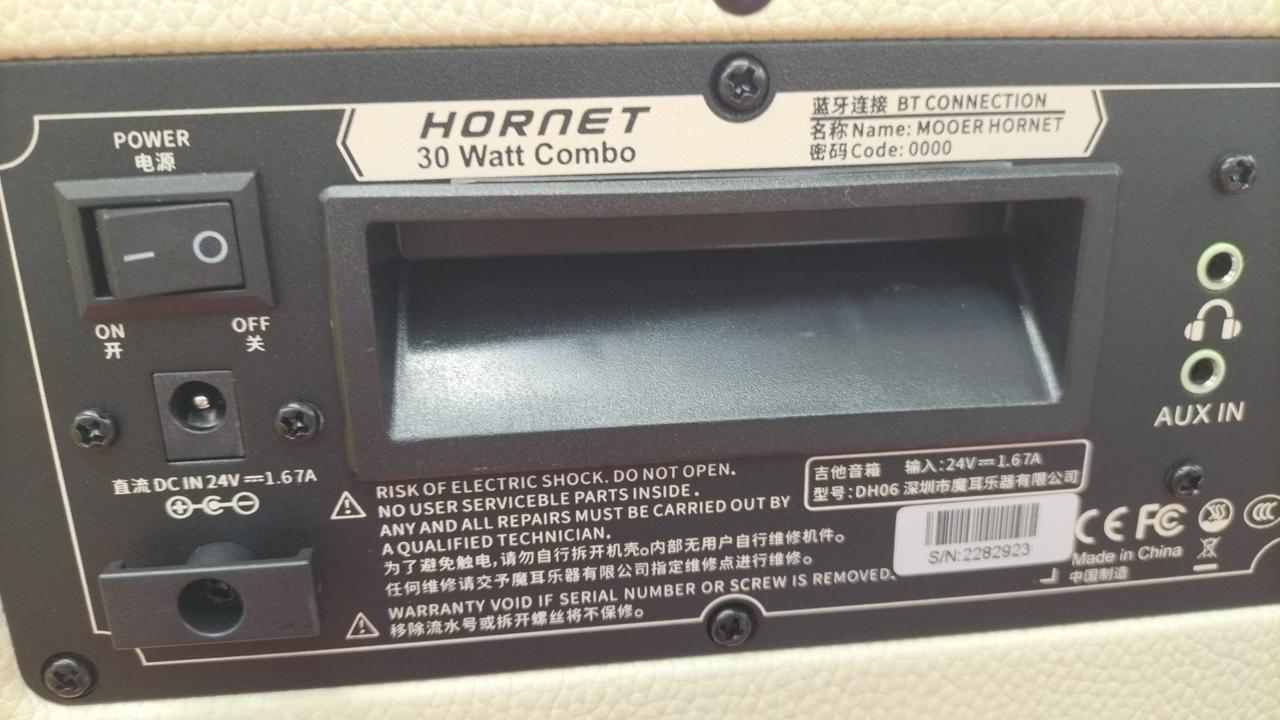 HORNET
30 Watt Combo
蓝牙连接 BT CONNECTION
名称 Name: MOOER HORNET
密码 Code: 0000
POWER
电源
ON
开
OFF
关
直流 DC IN 24V ⎓ 1.67A
AUX IN
RISK OF ELECTRIC SHOCK. DO NOT OPEN.
NO USER SERVICEBLE PARTS INSIDE.
ANY AND ALL REPAIRS MUST BE CARRIED OUT BY
A QUALIFIED TECHNICIAN.
为了避免触电,请勿自行拆开机壳。内部无用户自行维修机件。
任何维修请交予魔耳乐器有限公司指定维修点进行维修。
WARRANTY VOID IF SERIAL NUMBER OR SCREW IS REMOVED.
移除流水号或拆开螺丝将不保修。
吉他音箱 输入:24V⎓1.67A
型号:DH06 深圳市魔耳乐器有限公司
S/N:2282923
CE FC CCC
Made in China
中国制造